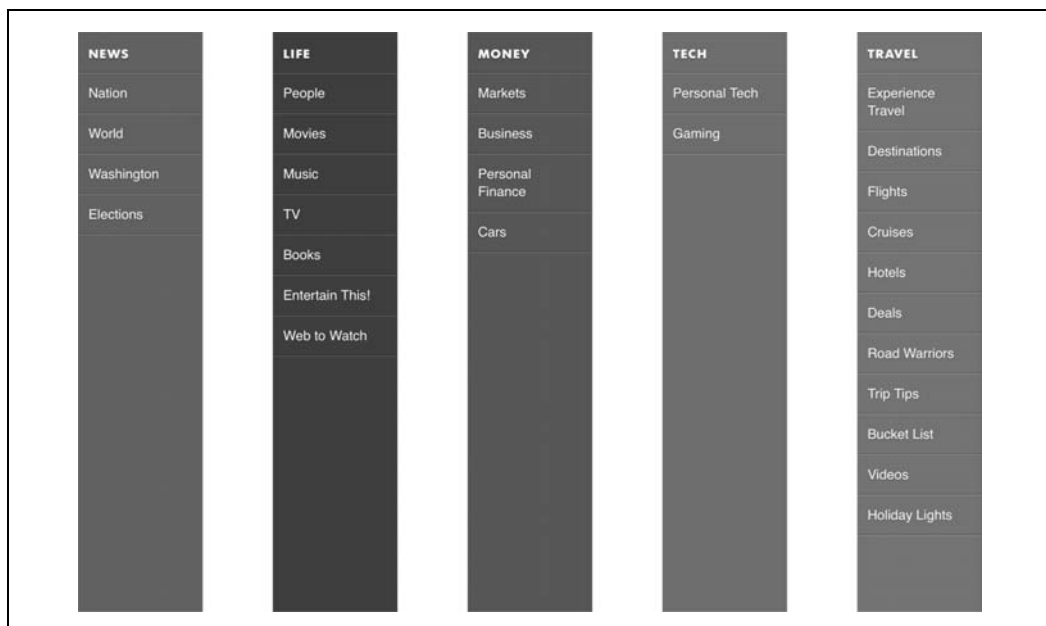 NEWS
Nation
World
Washington
Elections
LIFE
People
Movies
Music
TV
Books
Entertain This!
Web to Watch
MONEY
Markets
Business
Personal
Finance
Cars
TECH
Personal Tech
Gaming
TRAVEL
Experience
Travel
Destinations
Flights
Cruises
Hotels
Deals
Road Warriors
Trip Tips
Bucket List
Videos
Holiday Lights